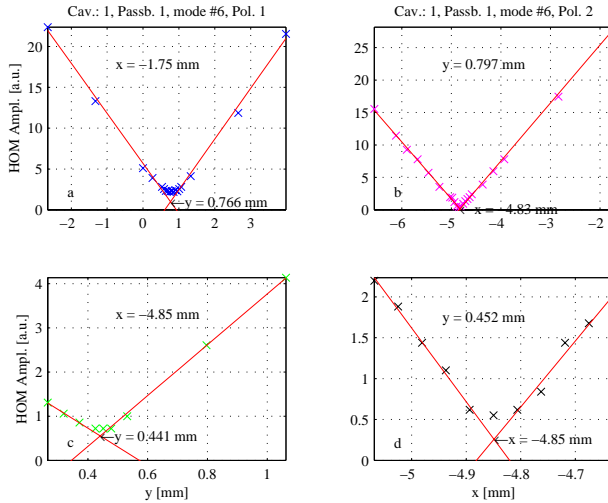 Cav.: 1, Passb. 1, mode #6, Pol. 1
Cav.: 1, Passb. 1, mode #6, Pol. 2
HOM Ampl. [a.u.]
20
15
10
5
0
x = −1.75 mm
a
y = 0.766 mm
−2 −1 0 1 2 3
25
20
15
10
5
0
y = 0.797 mm
b
x = −4.83 mm
−6 −5 −4 −3 −2
HOM Ampl. [a.u.]
4
3
2
1
0
x = −4.85 mm
c
y = 0.441 mm
0.4 0.6 0.8 1
y [mm]
2
1.5
1
0.5
0
y = 0.452 mm
d
x = −4.85 mm
−5 −4.9 −4.8 −4.7
x [mm]